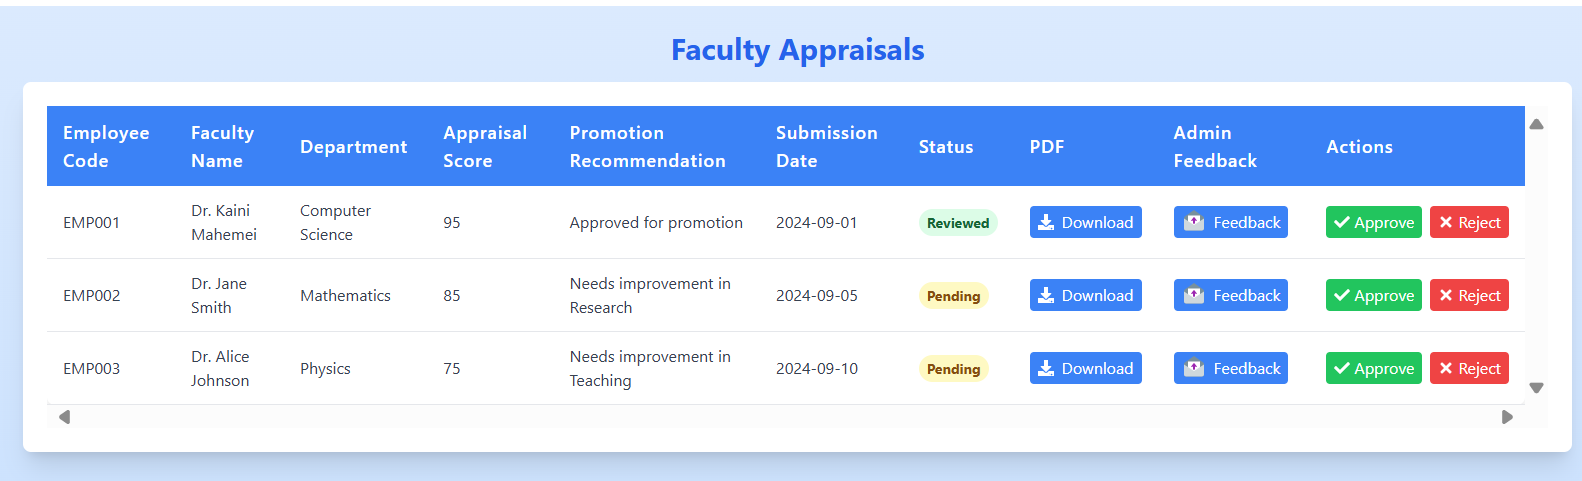 Faculty Appraisals
Employee Code Faculty Name Department Appraisal Score Promotion Recommendation Submission Date Status PDF Admin Feedback Actions
EMP001 Dr. Kaini Mahemei Computer Science 95 Approved for promotion 2024-09-01 Reviewed Download Feedback Approve Reject
EMP002 Dr. Jane Smith Mathematics 85 Needs improvement in Research 2024-09-05 Pending Download Feedback Approve Reject
EMP003 Dr. Alice Johnson Physics 75 Needs improvement in Teaching 2024-09-10 Pending Download Feedback Approve Reject